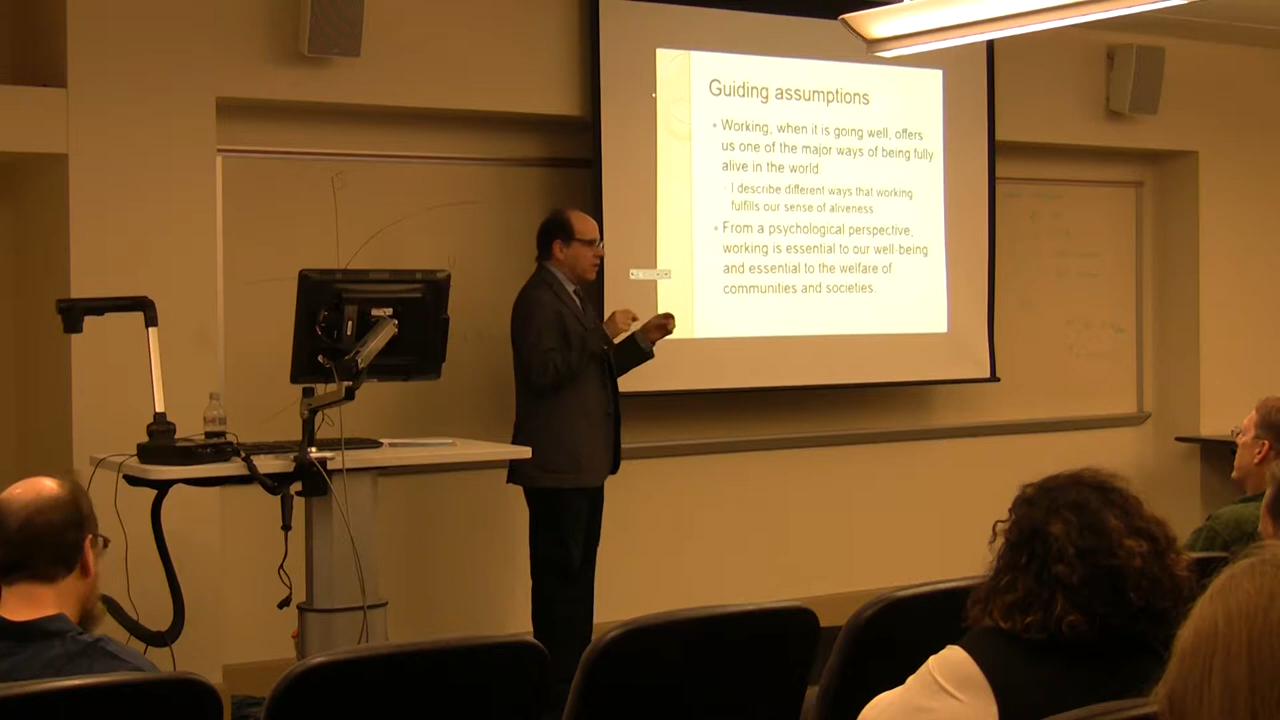 Guiding assumptions
• Working, when it is going well, offers
us one of the major ways of being fully
alive in the world.
◦ I describe different ways that working
fulfills our sense of aliveness
• From a psychological perspective,
working is essential to our well-being
and essential to the welfare of
communities and societies.